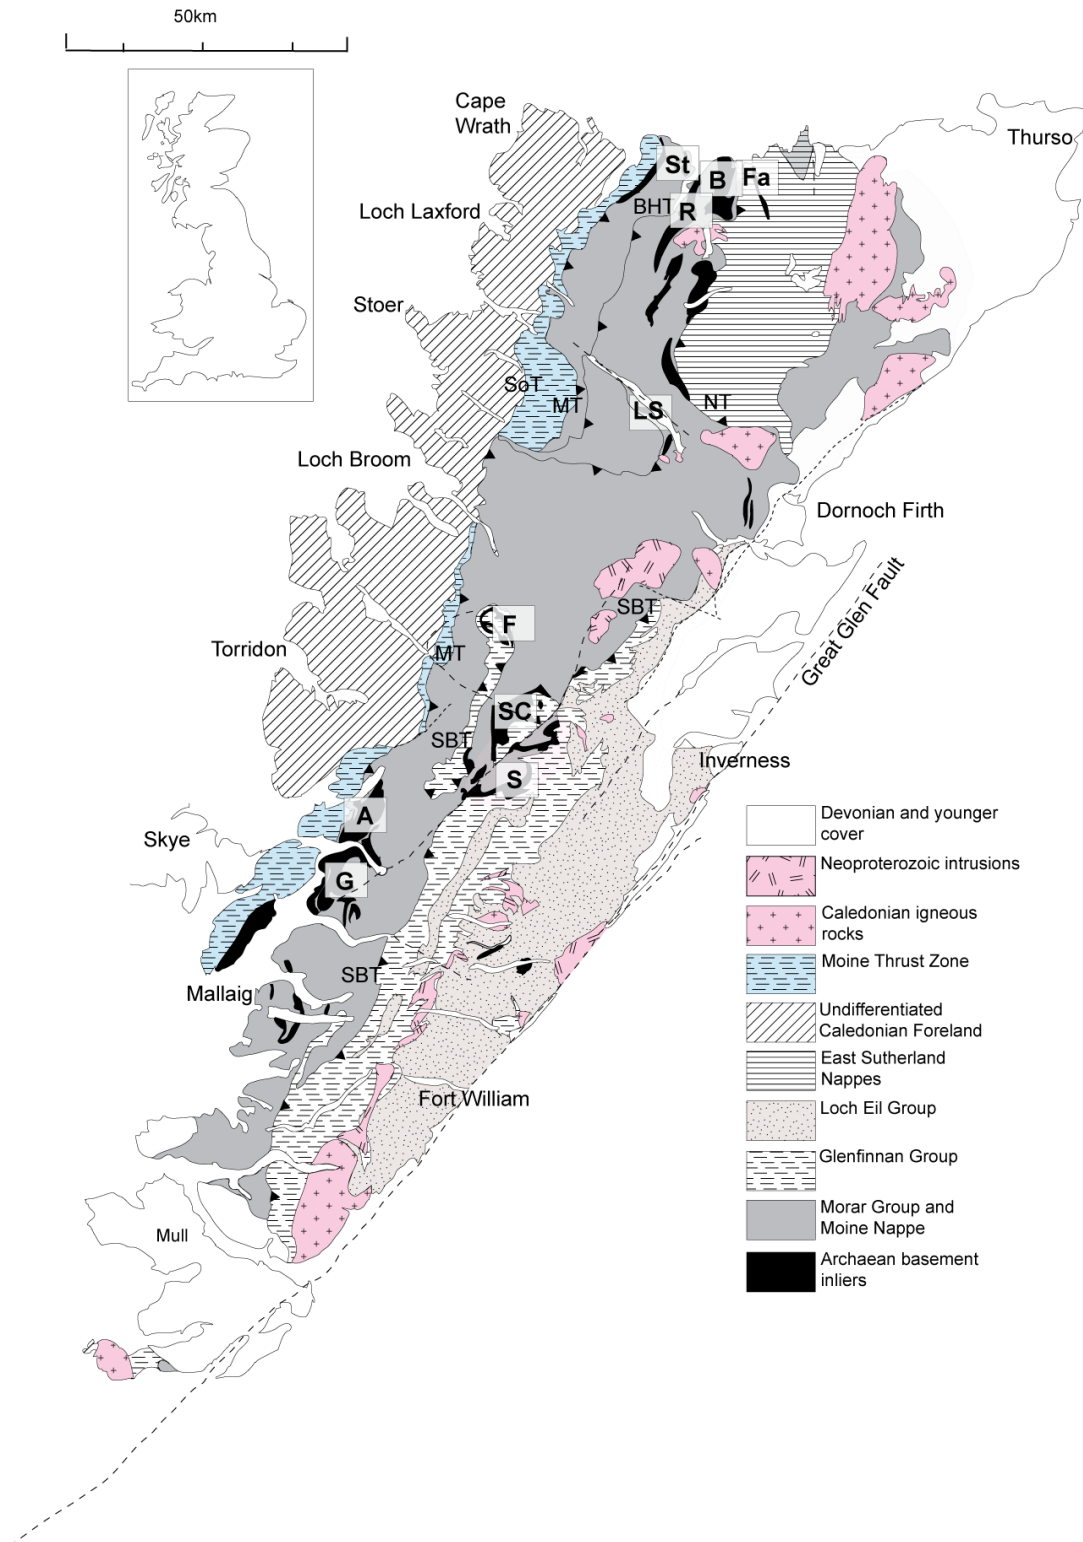 50km
Cape
Wrath
Thurso
St
B
Fa
BHT
R
Loch Laxford
Stoer
SoT
MT
LS
NT
Loch Broom
Dornoch Firth
Great Glen Fault
SBT
F
Torridon
MT
SC
SBT
Inverness
S
A
Skye
G
SBT
Mallaig
Fort William
Mull
Devonian and younger
cover
Neoproterozoic intrusions
Caledonian igneous
rocks
Moine Thrust Zone
Undifferentiated
Caledonian Foreland
East Sutherland
Nappes
Loch Eil Group
Glenfinnan Group
Morar Group and
Moine Nappe
Archaean basement
inliers